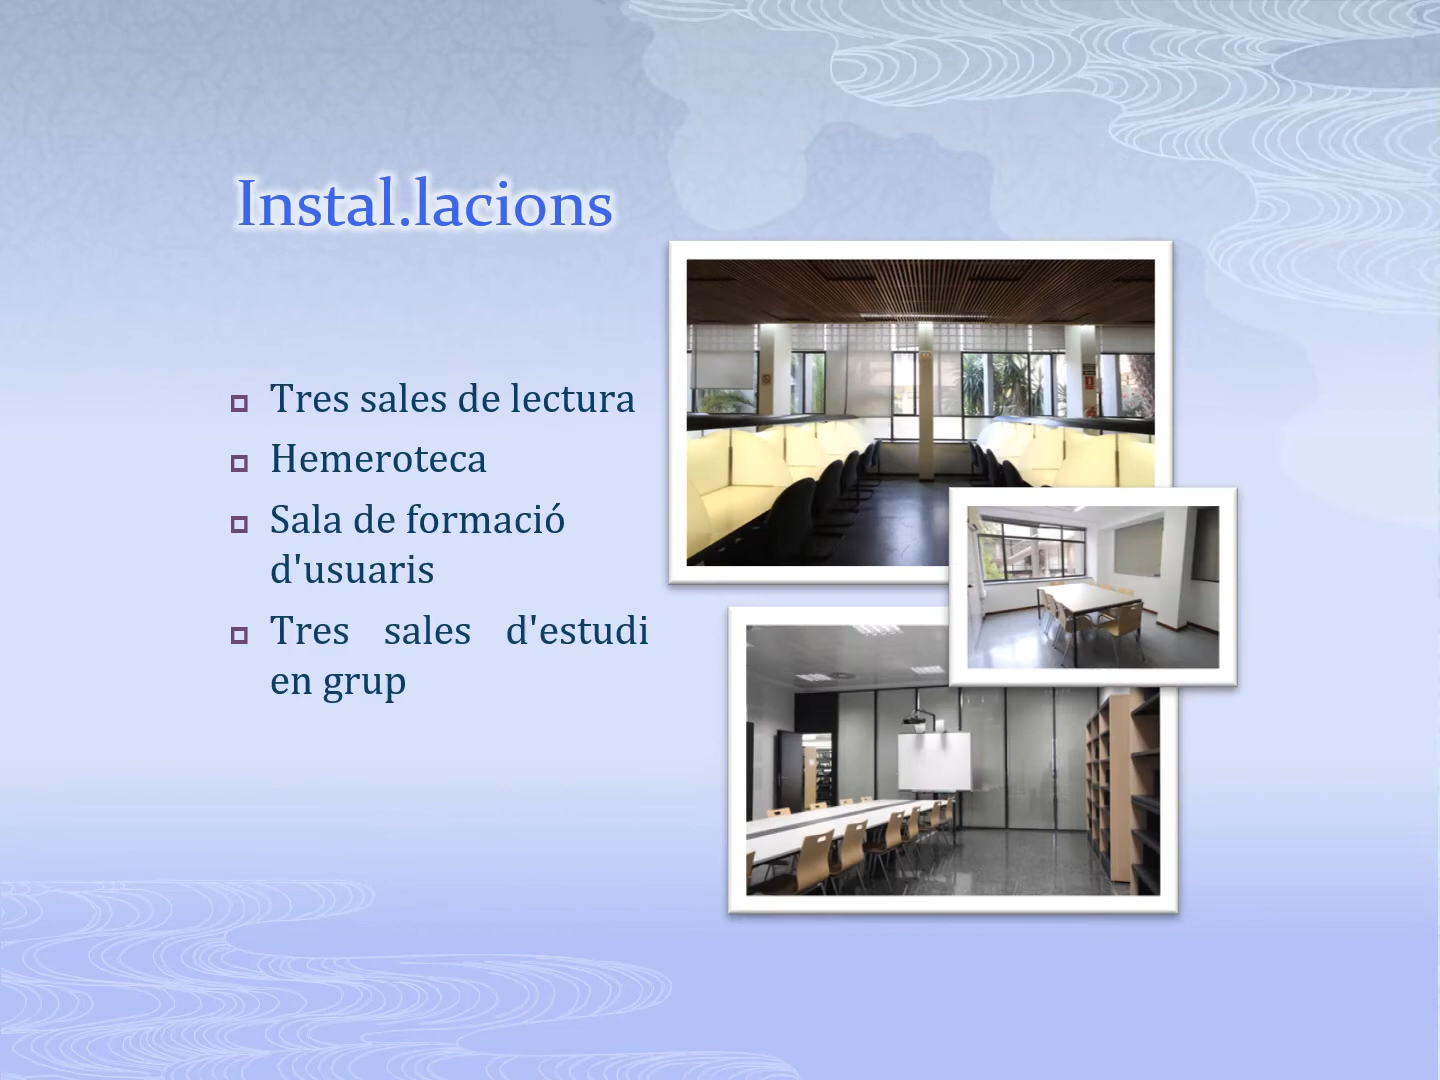 Instal.lacions
Tres sales de lectura
Hemeroteca
Sala de formació
d'usuaris
Tres sales d'estudi
en grup